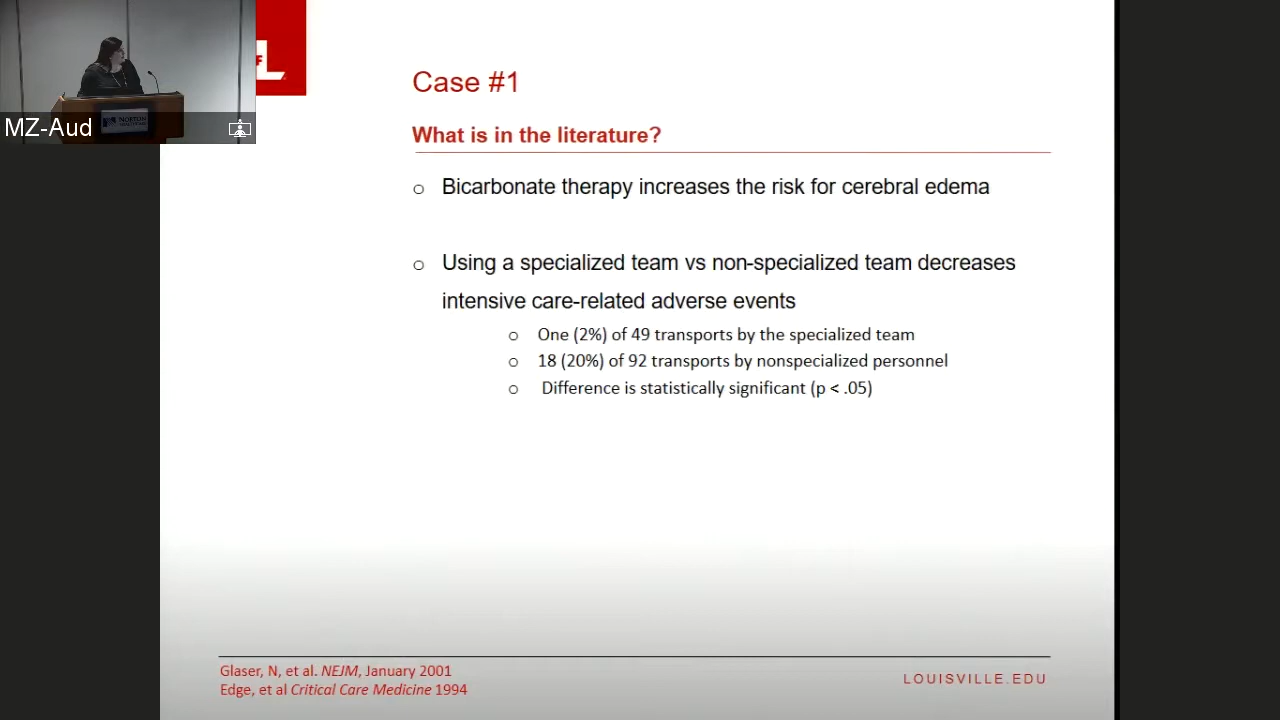 MZ-Aud
NORTON
Case #1
What is in the literature?
o Bicarbonate therapy increases the risk for cerebral edema
o Using a specialized team vs non-specialized team decreases
intensive care-related adverse events
o One (2%) of 49 transports by the specialized team
o 18 (20%) of 92 transports by nonspecialized personnel
o Difference is statistically significant (p < .05)
Glaser, N, et al. NEJM, January 2001
Edge, et al Critical Care Medicine 1994
LOUISVILLE.EDU